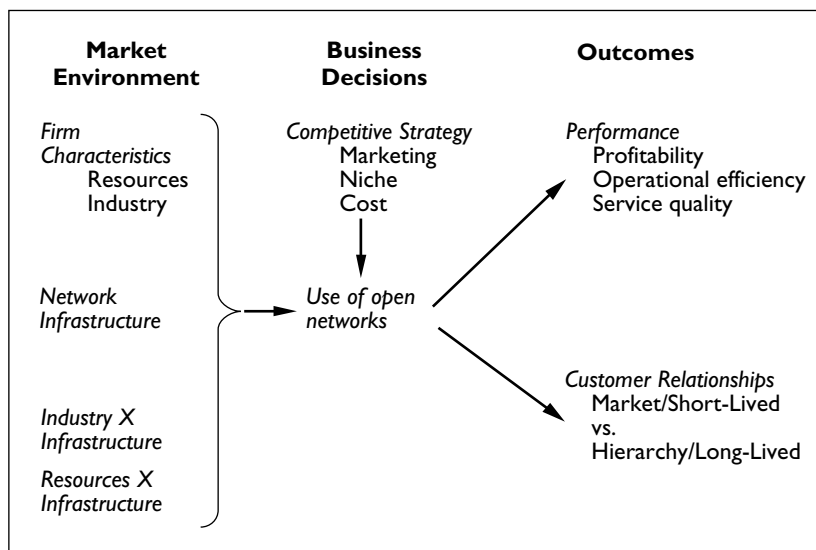 Market
Environment
Firm
Characteristics
Resources
Industry
Network
Infrastructure
Industry X
Infrastructure
Resources X
Infrastructure
Business
Decisions
Competitive Strategy
Marketing
Niche
Cost
Use of open
networks
Outcomes
Performance
Profitability
Operational efficiency
Service quality
Customer Relationships
Market/Short-Lived
vs.
Hierarchy/Long-Lived